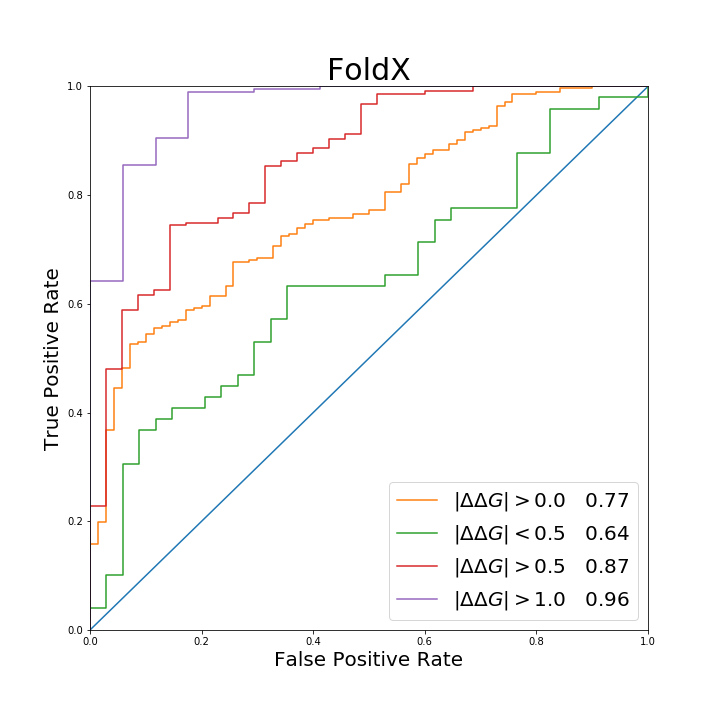 FoldX
True Positive Rate
1.0
0.8
0.6
0.4
0.2
0.0
|ΔΔG| > 0.0 0.77
|ΔΔG| < 0.5 0.64
|ΔΔG| > 0.5 0.87
|ΔΔG| > 1.0 0.96
0.0 0.2 0.4 0.6 0.8 1.0
False Positive Rate